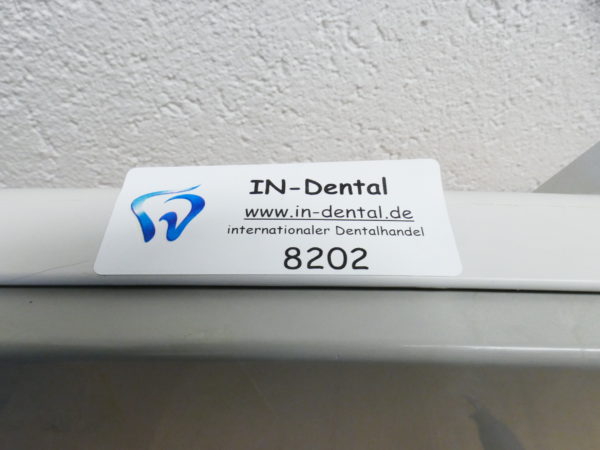 IN-Dental
www.in-dental.de
internationaler Dentalhandel
8202